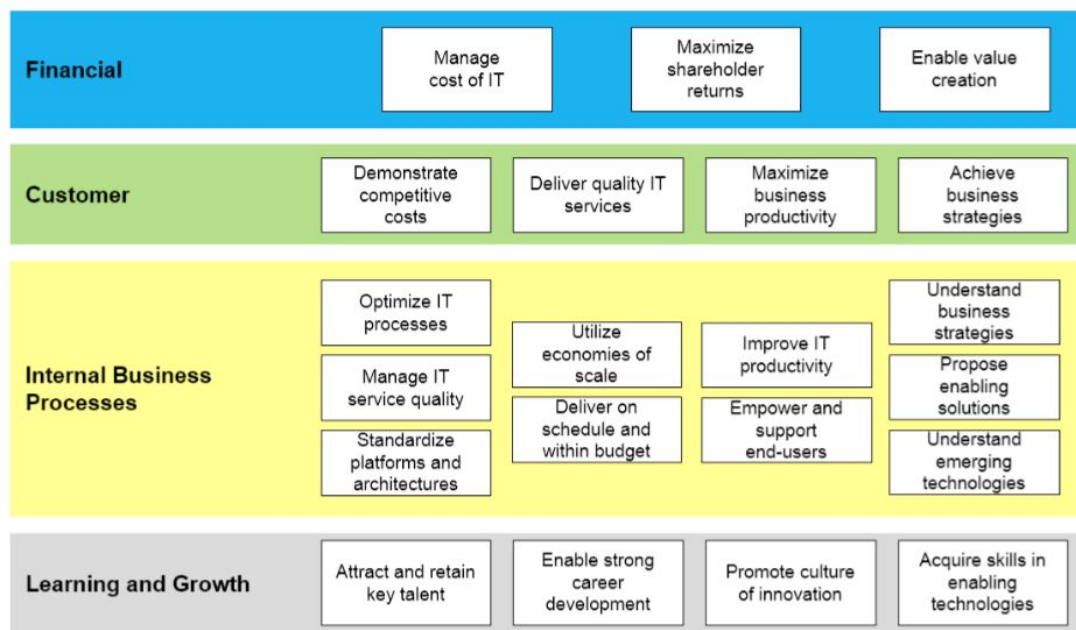 Financial
Manage
cost of IT
Maximize
shareholder
returns
Enable value
creation
Customer
Demonstrate
competitive
costs
Deliver quality IT
services
Maximize
business
productivity
Achieve
business
strategies
Internal Business
Processes
Optimize IT
processes
Manage IT
service quality
Standardize
platforms and
architectures
Utilize
economies of
scale
Deliver on
schedule and
within budget
Improve IT
productivity
Empower and
support
end-users
Understand
business
strategies
Propose
enabling
solutions
Understand
emerging
technologies
Learning and Growth
Attract and retain
key talent
Enable strong
career
development
Promote culture
of innovation
Acquire skills in
enabling
technologies